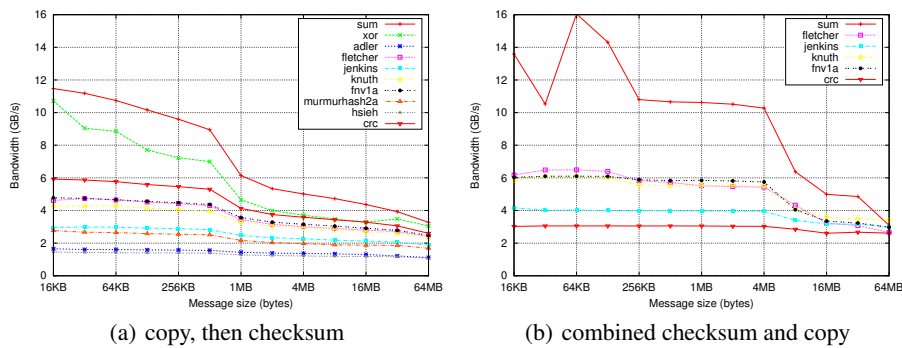 16
14
12
10
8
6
4
2
0
Bandwidth (GB/s)
16KB 64KB 256KB 1MB 4MB 16MB 64MB
Message size (bytes)
sum
xor
adler
fletcher
jenkins
knuth
fnv1a
murmurhash2a
hsieh
crc
(a) copy, then checksum
16
14
12
10
8
6
4
2
0
Bandwidth (GB/s)
16KB 64KB 256KB 1MB 4MB 16MB 64MB
Message size (bytes)
sum
fletcher
jenkins
knuth
fnv1a
crc
(b) combined checksum and copy